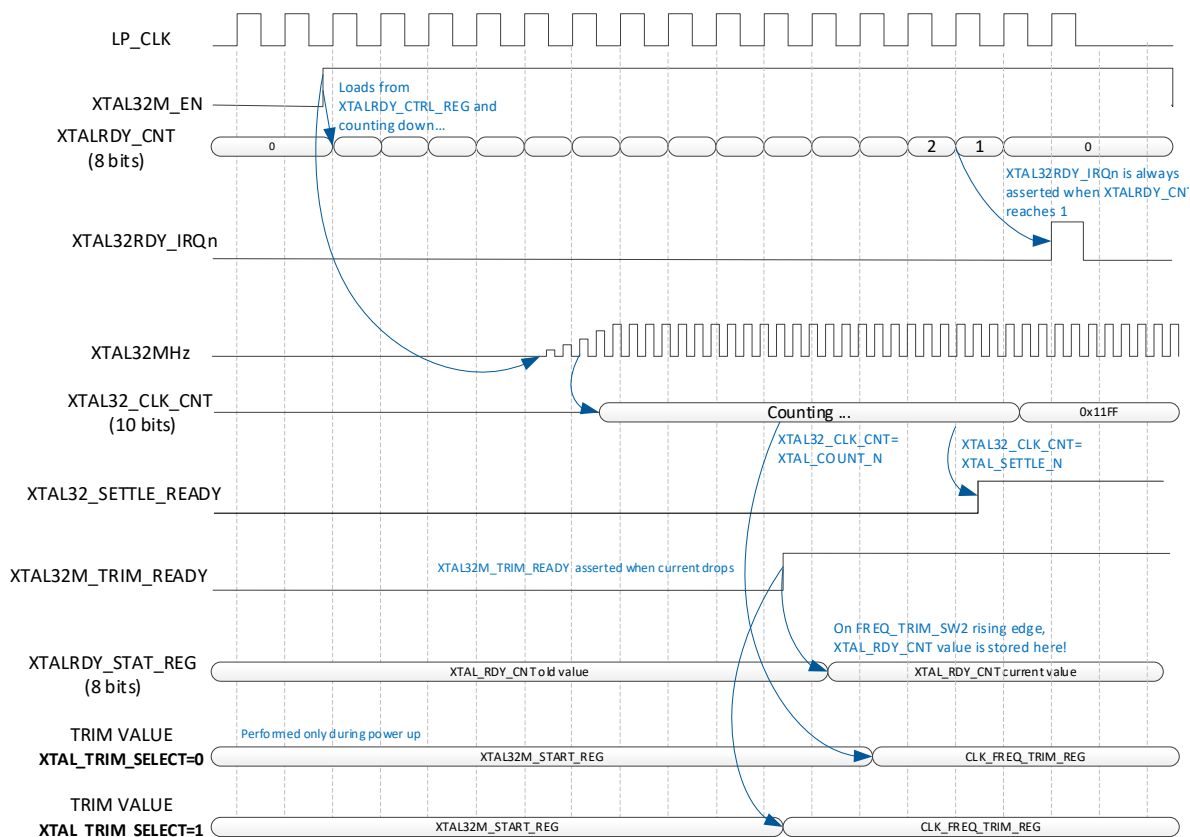 LP_CLK
XTAL32M_EN
Loads from
XTALRDY_CTRL_REG and
counting down…
XTALRDY_CNT
(8 bits)
0
2
1
0
XTAL32RDY_IRQn is always
asserted when XTALRDY_CNT
reaches 1
XTAL32RDY_IRQn
XTAL32MHz
XTAL32_CLK_CNT
(10 bits)
Counting ...
0x11FF
XTAL32_CLK_CNT=
XTAL_COUNT_N
XTAL32_CLK_CNT=
XTAL_SETTLE_N
XTAL32_SETTLE_READY
XTAL32M_TRIM_READY
XTAL32M_TRIM_READY asserted when current drops
On FREQ_TRIM_SW2 rising edge,
XTAL_RDY_CNT value is stored here!
XTALRDY_STAT_REG
(8 bits)
XTAL_RDY_CNT old value
XTAL_RDY_CNT current value
TRIM VALUE
XTAL_TRIM_SELECT=0
Performed only during power up
XTAL32M_START_REG
CLK_FREQ_TRIM_REG
TRIM VALUE
XTAL_TRIM_SELECT=1
XTAL32M_START_REG
CLK_FREQ_TRIM_REG